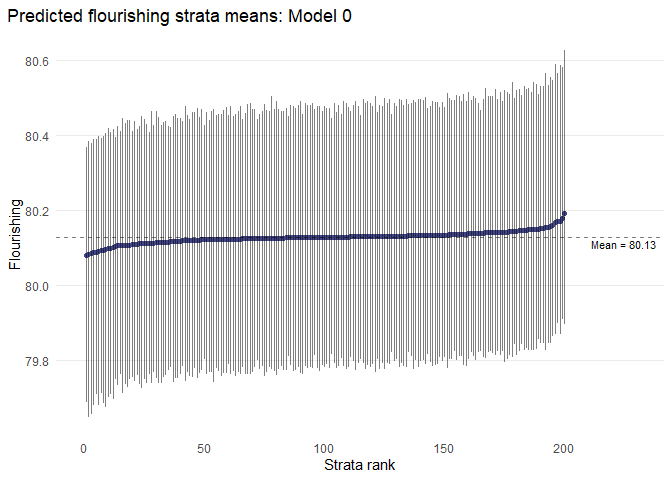 Predicted flourishing strata means: Model 0
80.6
80.4
80.2
80.0
79.8
Flourishing
Mean = 80.13
0 50 100 150 200
Strata rank